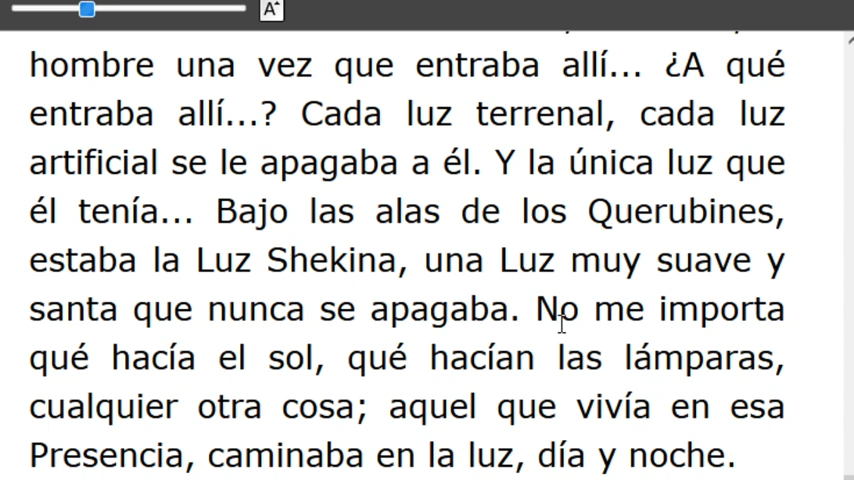 A
hombre una vez que entraba allí... ¿A qué
entraba allí...? Cada luz terrenal, cada luz
artificial se le apagaba a él. Y la única luz que
él tenía... Bajo las alas de los Querubines,
estaba la Luz Shekina, una Luz muy suave y
santa que nunca se apagaba. No me importa
qué hacía el sol, qué hacían las lámparas,
cualquier otra cosa; aquel que vivía en esa
Presencia, caminaba en la luz, día y noche.